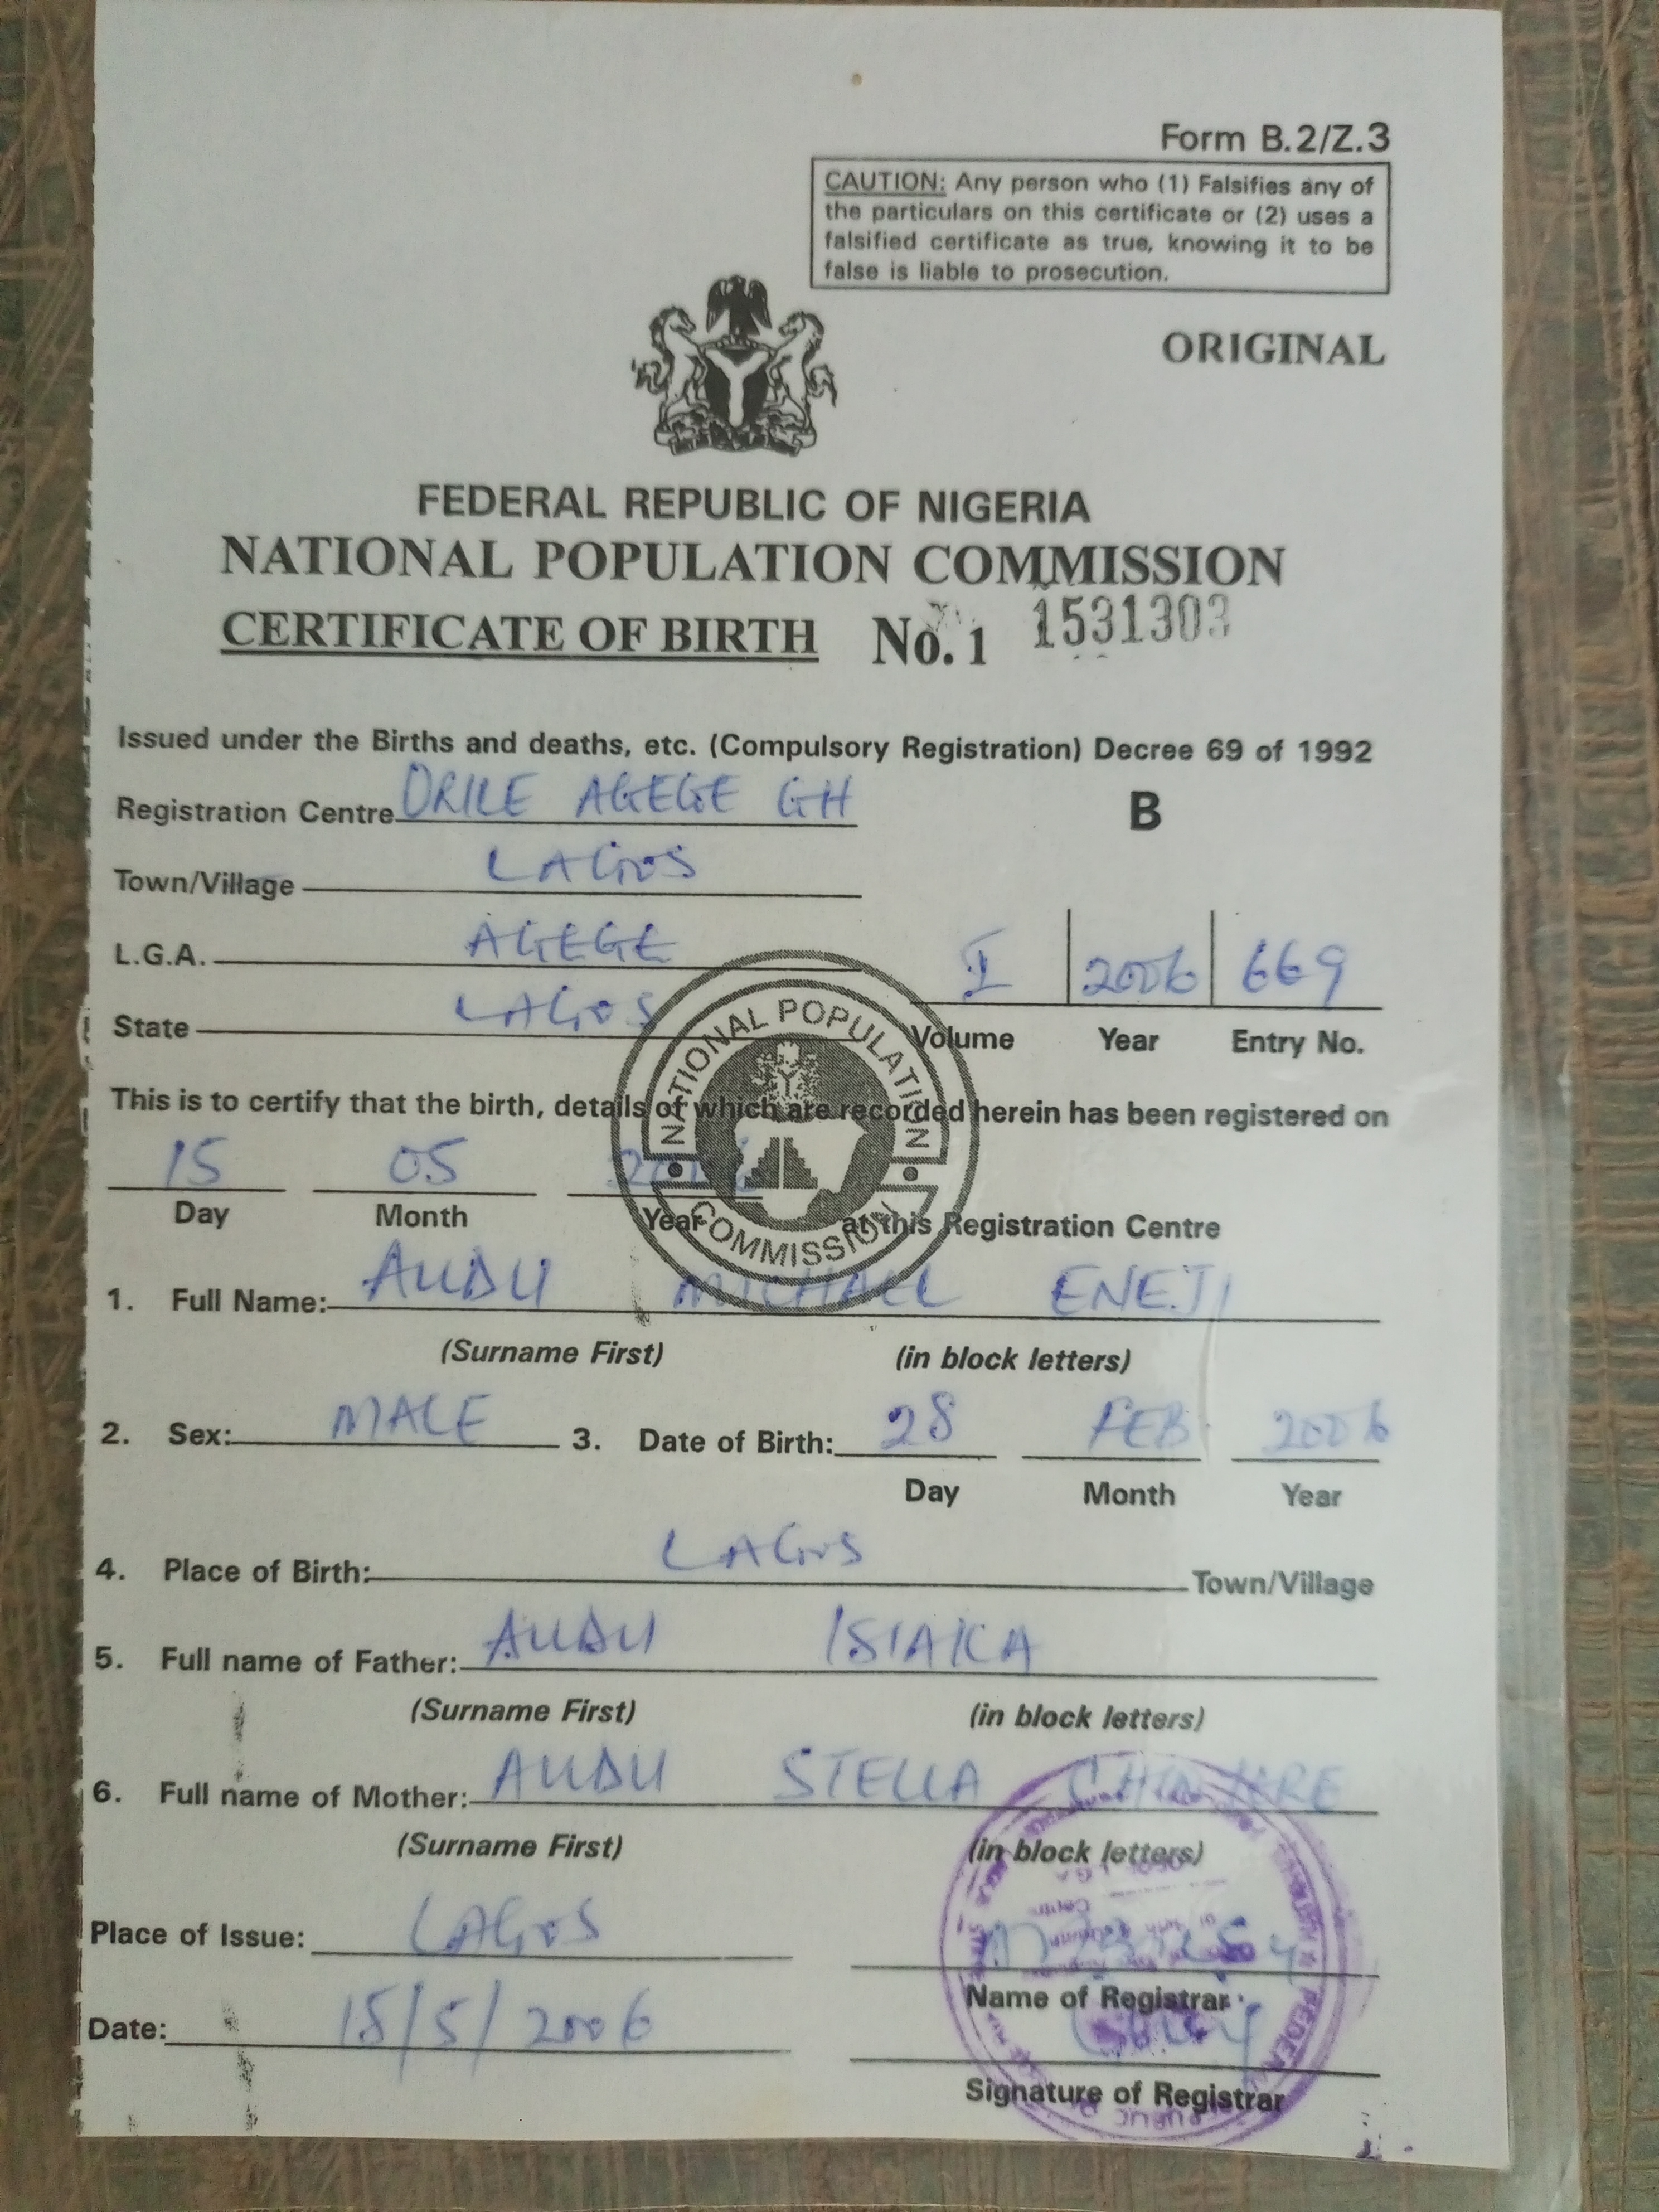 Form B.2/Z.3
CAUTION: Any person who (1) Falsifies any of
the particulars on this certificate or (2) uses a
falsified certificate as true, knowing it to be
false is liable to prosecution.
ORIGINAL
FEDERAL REPUBLIC OF NIGERIA
NATIONAL POPULATION COMMISSION
CERTIFICATE OF BIRTH No. 1 1531303
Issued under the Births and deaths, etc. (Compulsory Registration) Decree 69 of 1992
Registration Centre ORILE AGEGE GH
B
Town/Village LAGOS
L.G.A. AGEGE
I 2006 669
State LAGOS
Volume Year Entry No.
NATIONAL POPULATION COMMISSION
This is to certify that the birth, details of which are recorded herein has been registered on
15 05 2006
Day Month Year at this Registration Centre
1. Full Name: AUDU MICHAEL ENEJI
(Surname First) (in block letters)
2. Sex: MALE 3. Date of Birth: 28 FEB 2006
Day Month Year
4. Place of Birth: LAGOS Town/Village
5. Full name of Father: AUDU ISIAKA
(Surname First) (in block letters)
6. Full name of Mother: AUDU STELLA
(Surname First) (in block letters)
Place of Issue: LAGOS
Name of Registrar
Date: 15/5/2006
Signature of Registrar